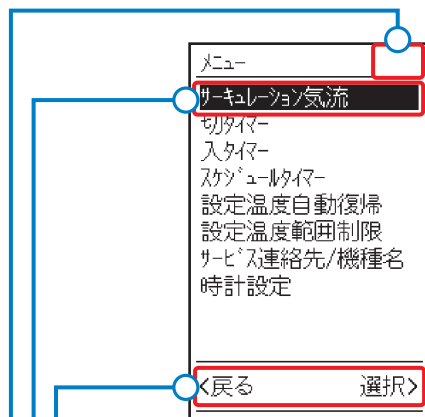 メニュー
サーキュレーション気流
切タイマー
入タイマー
スケジュールタイマー
設定温度自動復帰
設定温度範囲制限
サービス連絡先/機種名
時計設定
<戻る 選択>